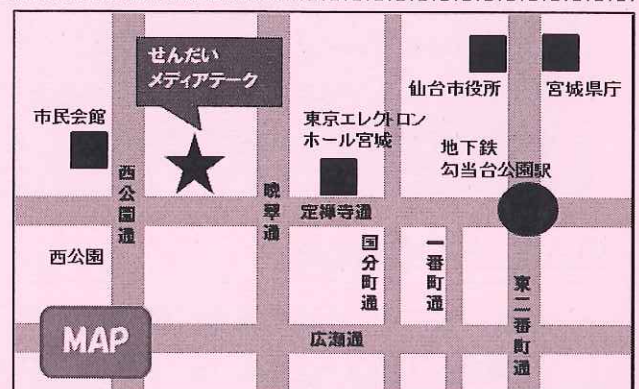 せんだい
メディアテーク
仙台市役所
宮城県庁
市民会館
東京エレクトロン
ホール宮城
地下鉄
勾当台公園駅
西公園通
晩翠通
定禅寺通
西公園
国分町通
一番町通
東二番町通
広瀬通
MAP